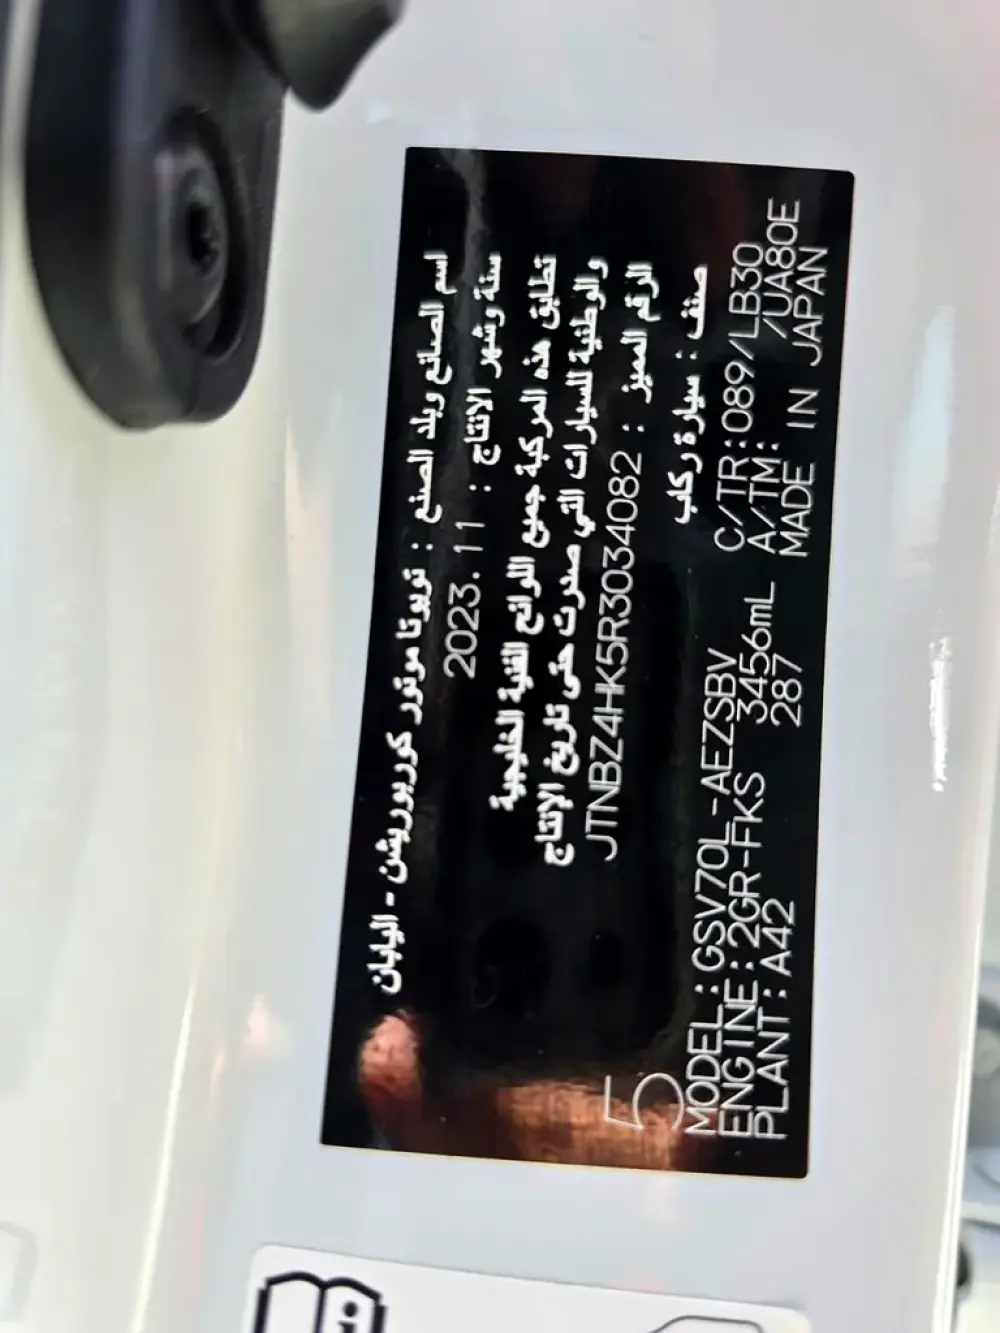 اسم الصانع وبلد الصنع : تويوتا موتور كوربوريشن - اليابان
سنة وشهر الانتاج : 2023.11
تطابق هذه المركبة جميع اللوائح الفنية الخليجية
والوطنية للسيارات التي صدرت حتى تاريخ الإنتاج
الرقم المميز : JTNBZ4HK5R3034082
صنف : سيارة ركاب
5
MODEL:GSV70L-AEZSBV C/TR:089/LB30
ENGINE:2GR-FKS 3456mL A/TM: /UA80E
PLANT:A42 287 MADE IN JAPAN